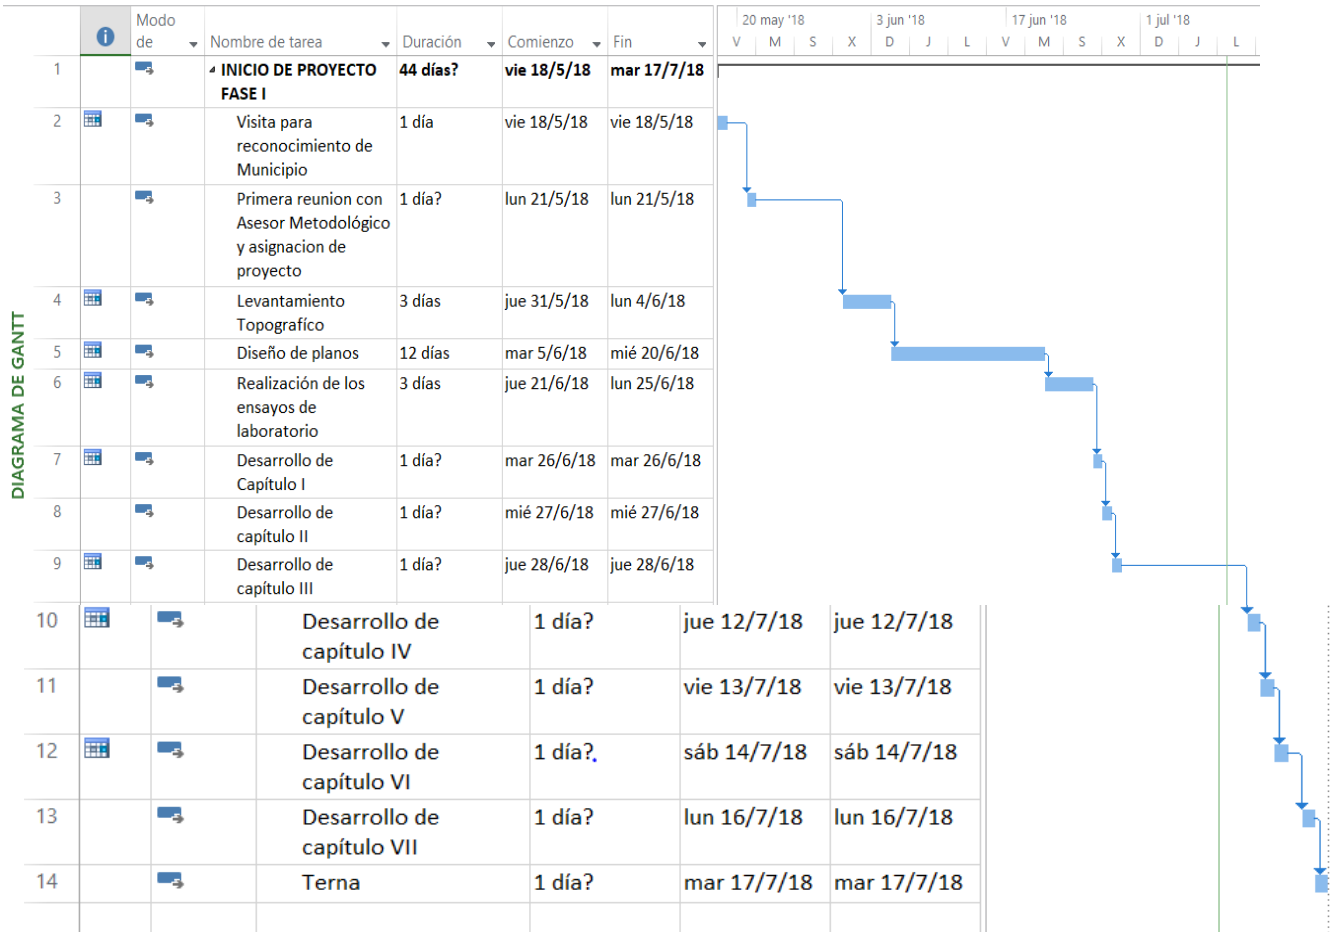 Modo
de
Nombre de tarea
Duración
Comienzo
Fin
20 may '18
3 jun '18
17 jun '18
1 jul '18
V M S X D J L V M S X D J L
1
INICIO DE PROYECTO
FASE I
44 días?
vie 18/5/18
mar 17/7/18
2
Visita para
reconocimiento de
Municipio
1 día
vie 18/5/18
vie 18/5/18
3
Primera reunion con
Asesor Metodológico
y asignacion de
proyecto
1 día?
lun 21/5/18
lun 21/5/18
4
Levantamiento
Topografíco
3 días
jue 31/5/18
lun 4/6/18
5
Diseño de planos
12 días
mar 5/6/18
mié 20/6/18
6
Realización de los
ensayos de
laboratorio
3 días
jue 21/6/18
lun 25/6/18
7
Desarrollo de
Capítulo I
1 día?
mar 26/6/18
mar 26/6/18
8
Desarrollo de
capítulo II
1 día?
mié 27/6/18
mié 27/6/18
9
Desarrollo de
capítulo III
1 día?
jue 28/6/18
jue 28/6/18
10
Desarrollo de
capítulo IV
1 día?
jue 12/7/18
jue 12/7/18
11
Desarrollo de
capítulo V
1 día?
vie 13/7/18
vie 13/7/18
12
Desarrollo de
capítulo VI
1 día?
sáb 14/7/18
sáb 14/7/18
13
Desarrollo de
capítulo VII
1 día?
lun 16/7/18
lun 16/7/18
14
Terna
1 día?
mar 17/7/18
mar 17/7/18
DIAGRAMA DE GANTT